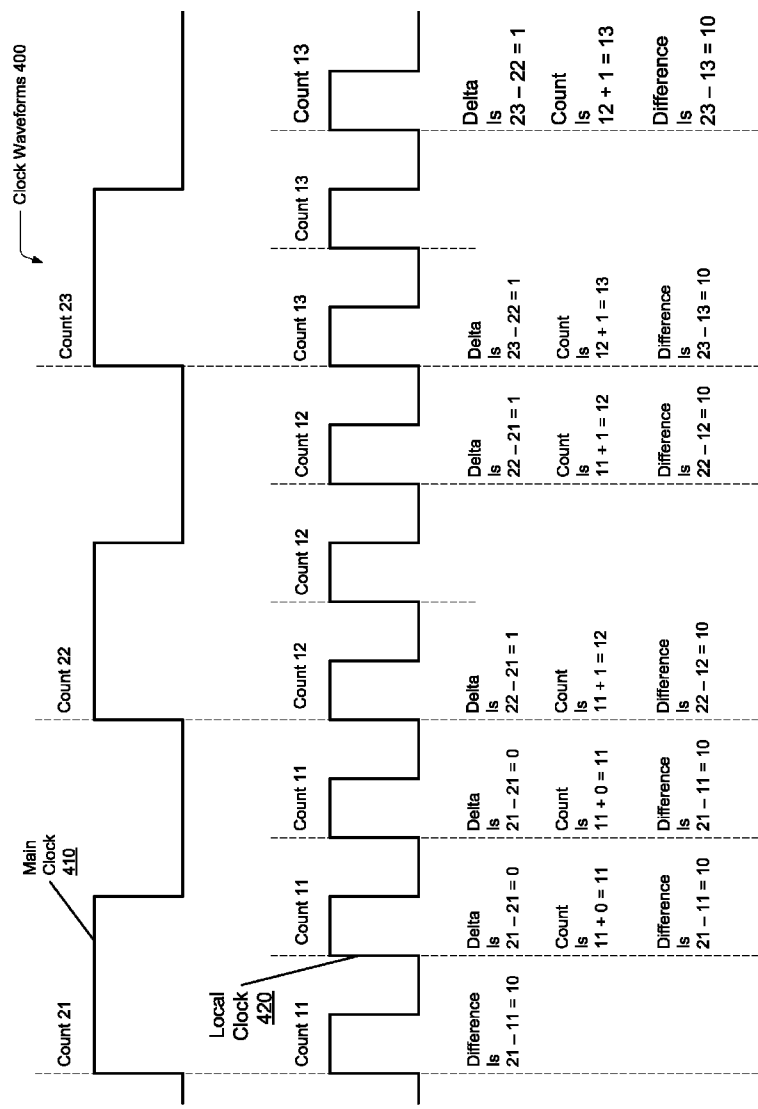 Clock Waveforms 400
Main
Clock
410
Count 21
Count 22
Count 23
Local
Clock
420
Count 11
Count 11
Count 11
Count 12
Count 12
Count 12
Count 13
Count 13
Count 13
Difference
Is
21 – 11 = 10
Delta
Is
21 – 21 = 0
Count
Is
11 + 0 = 11
Difference
Is
21 – 11 = 10
Delta
Is
21 – 21 = 0
Count
Is
11 + 0 = 11
Difference
Is
21 – 11 = 10
Delta
Is
22 – 21 = 1
Count
Is
11 + 1 = 12
Difference
Is
22 – 12 = 10
Delta
Is
22 – 21 = 1
Count
Is
11 + 1 = 12
Difference
Is
22 – 12 = 10
Delta
Is
23 – 22 = 1
Count
Is
12 + 1 = 13
Difference
Is
23 – 13 = 10
Delta
Is
23 – 22 = 1
Count
Is
12 + 1 = 13
Difference
Is
23 – 13 = 10